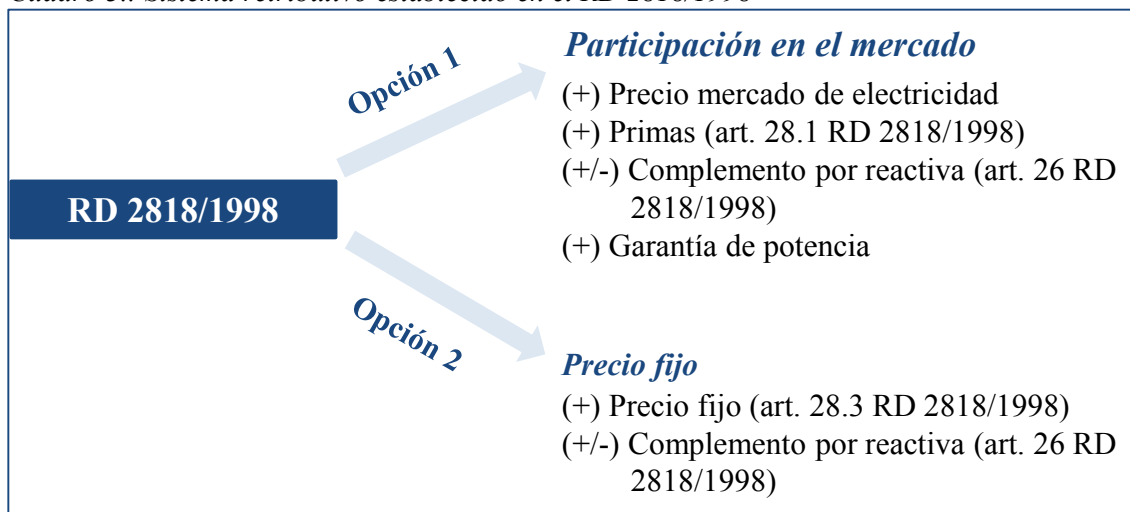 RD 2818/1998
Opción 1
Participación en el mercado
(+) Precio mercado de electricidad
(+) Primas (art. 28.1 RD 2818/1998)
(+/-) Complemento por reactiva (art. 26 RD
2818/1998)
(+) Garantía de potencia
Opción 2
Precio fijo
(+) Precio fijo (art. 28.3 RD 2818/1998)
(+/-) Complemento por reactiva (art. 26 RD
2818/1998)